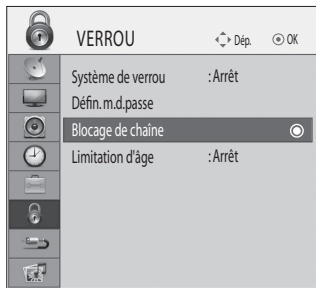 VERROU Dép. OK
Système de verrou : Arrêt
Défin.m.d.passe
Blocage de chaîne
Limitation d'âge : Arrêt